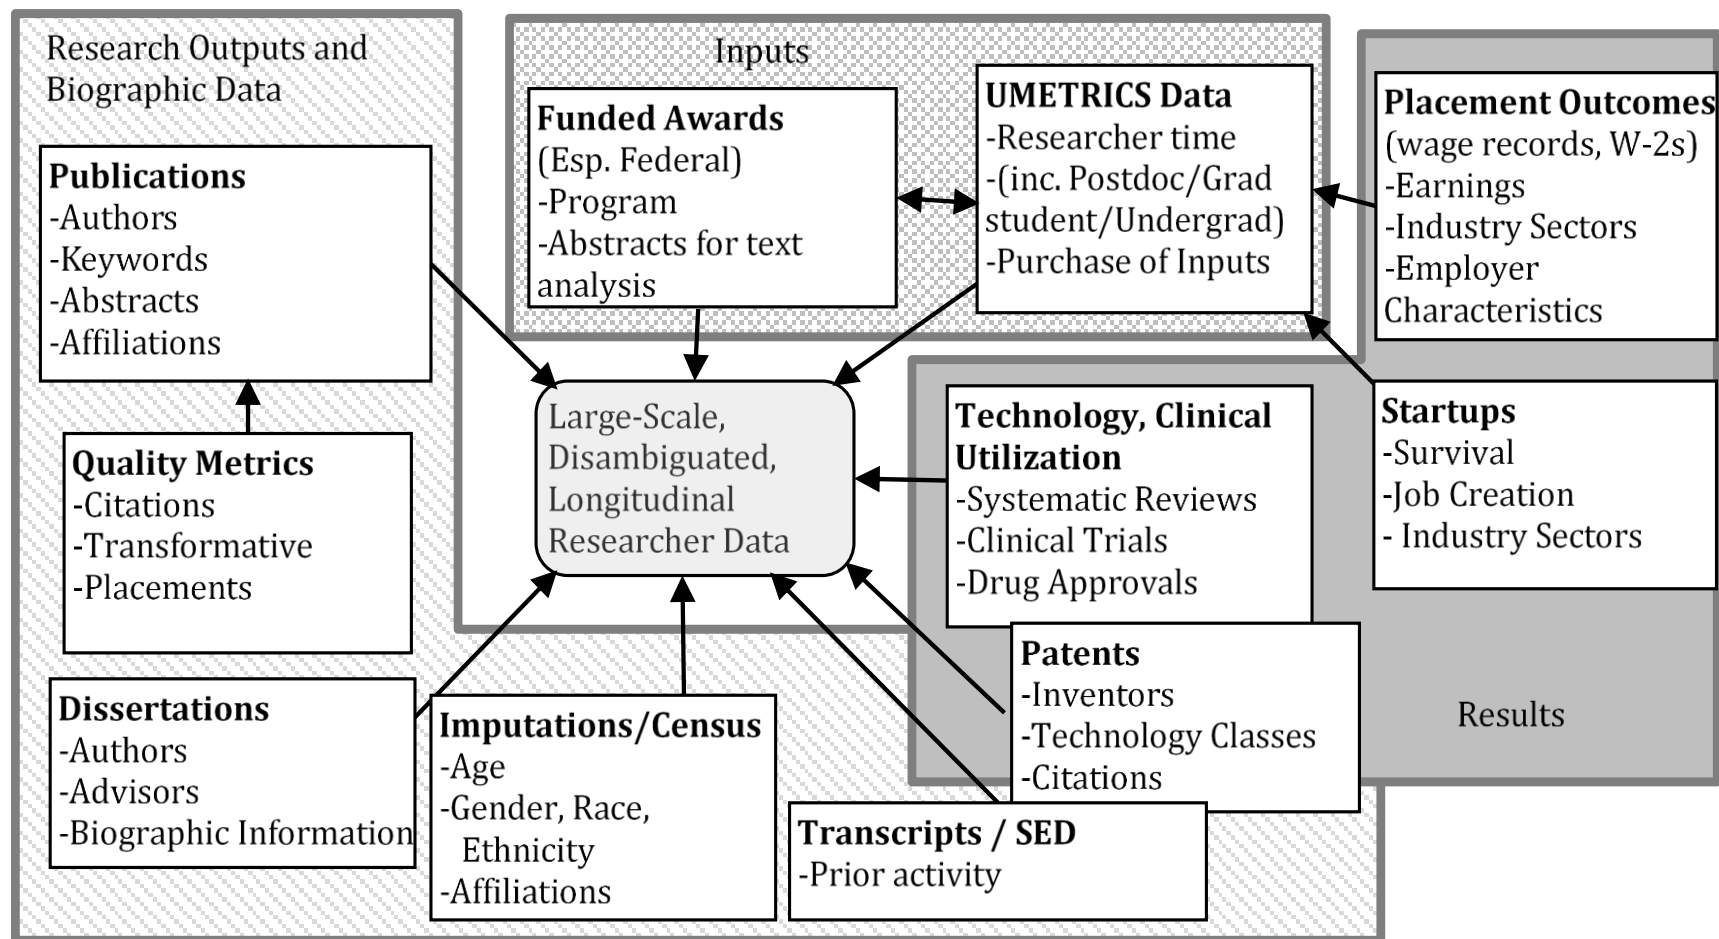 Research Outputs and
Biographic Data
Publications
-Authors
-Keywords
-Abstracts
-Affiliations
Quality Metrics
-Citations
-Transformative
-Placements
Dissertations
-Authors
-Advisors
-Biographic Information
Imputations/Census
-Age
-Gender, Race,
Ethnicity
-Affiliations
Transcripts / SED
-Prior activity
Inputs
Funded Awards
(Esp. Federal)
-Program
-Abstracts for text
analysis
UMETRICS Data
-Researcher time
-(inc. Postdoc/Grad
student/Undergrad)
-Purchase of Inputs
Large-Scale,
Disambiguated,
Longitudinal
Researcher Data
Placement Outcomes
(wage records, W-2s)
-Earnings
-Industry Sectors
-Employer
Characteristics
Startups
-Survival
-Job Creation
- Industry Sectors
Technology, Clinical
Utilization
-Systematic Reviews
-Clinical Trials
-Drug Approvals
Patents
-Inventors
-Technology Classes
-Citations
Results